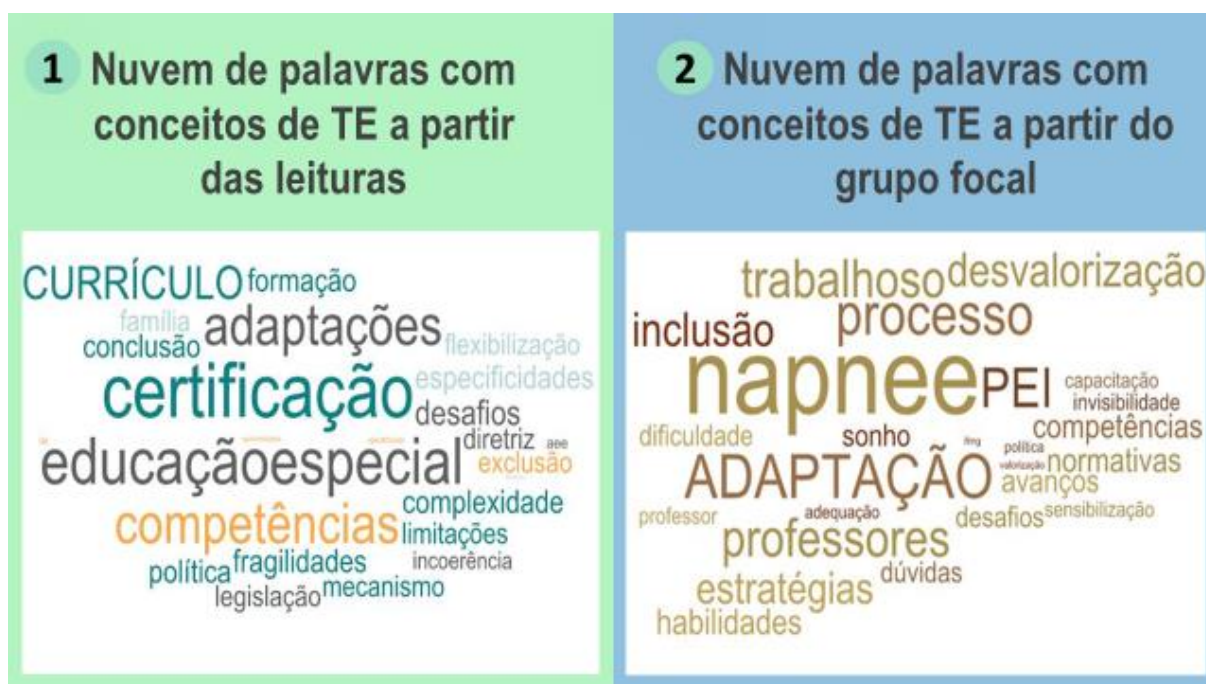 1 Nuvem de palavras com
conceitos de TE a partir
das leituras
CURRÍCULO formação
família adaptações
conclusão flexibilização
certificação especificidades
desafios
diretriz aee
educaçãoespecial exclusão
competências complexidade
limitações
política fragilidades incoerência
legislação mecanismo
2 Nuvem de palavras com
conceitos de TE a partir do
grupo focal
trabalhoso desvalorização
inclusão processo
napnee PEI capacitação
invisibilidade
dificuldade sonho competências
política
ADAPTAÇÃO valorização normativas
avanços
professor adequação desafios sensibilização
professores
estratégias dúvidas
habilidades